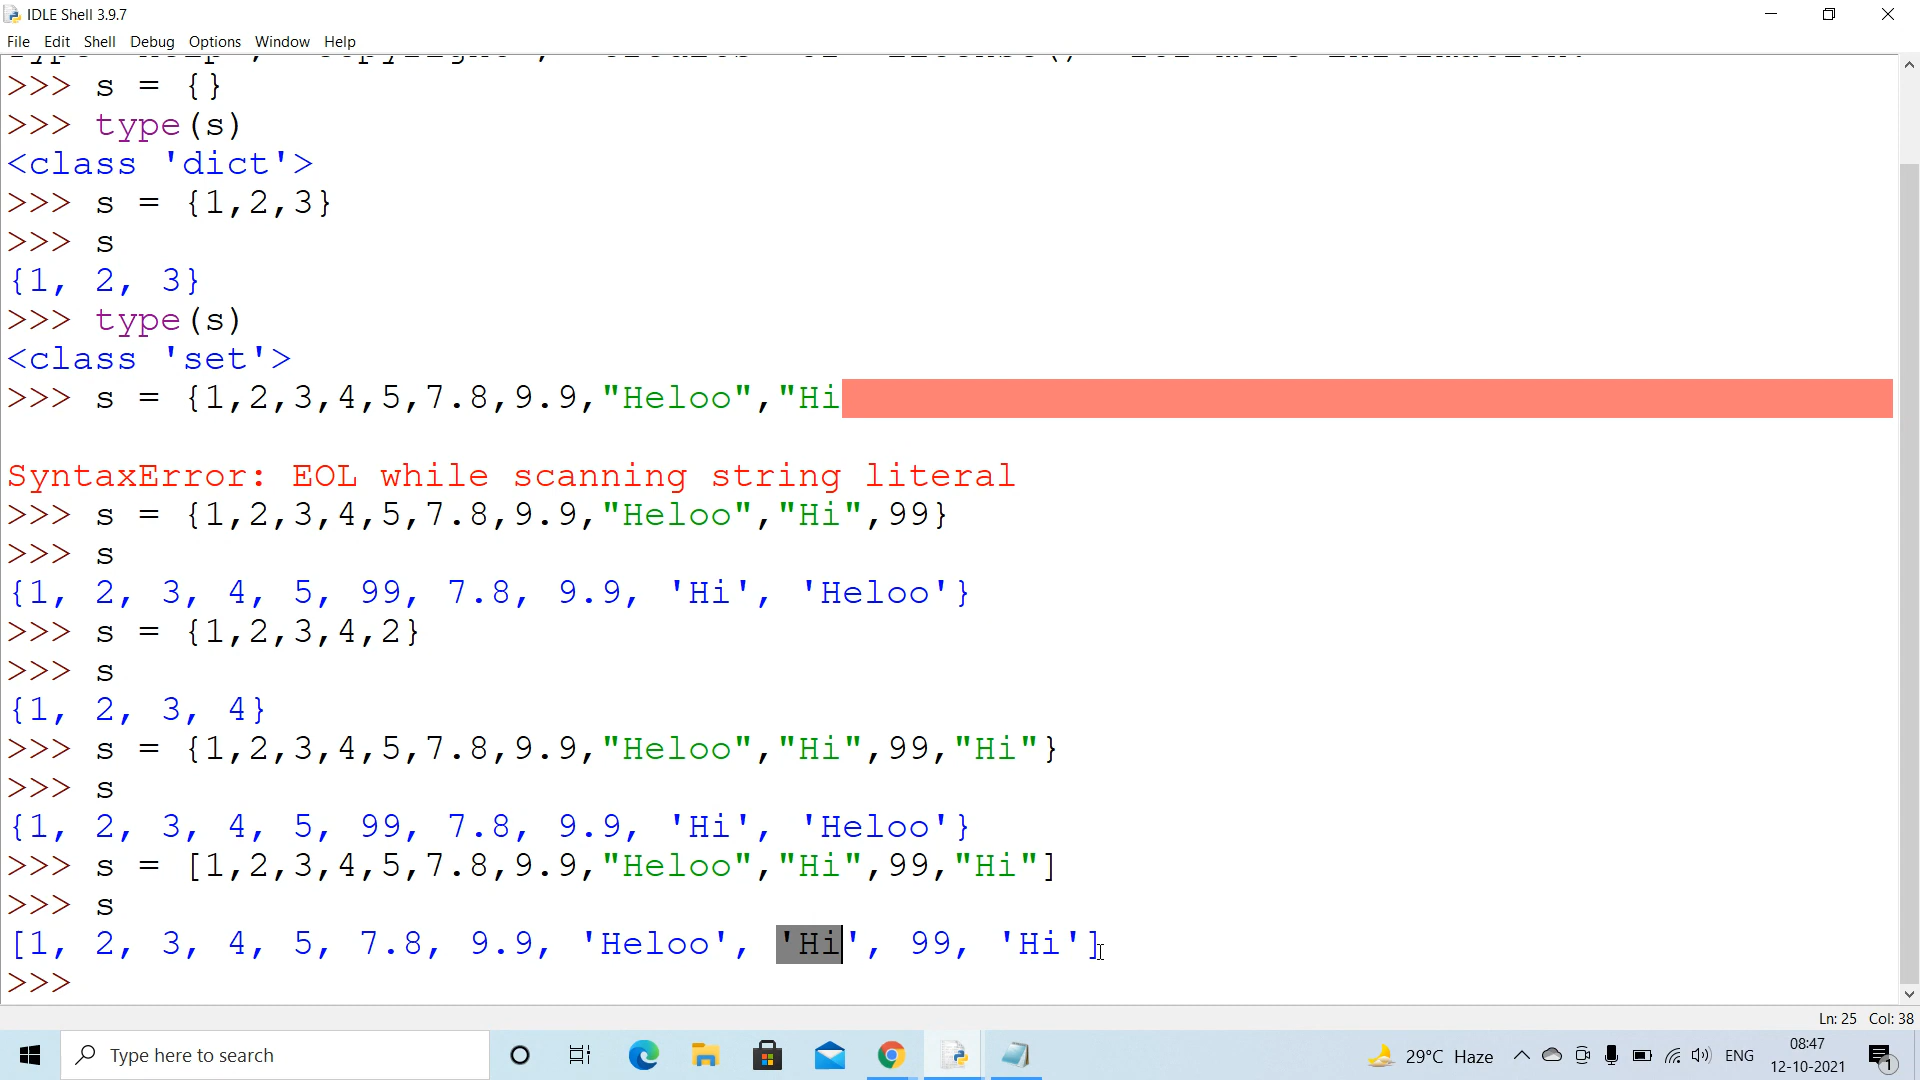 IDLE Shell 3.9.7
File Edit Shell Debug Options Window Help
>>> s = {}
>>> type(s)
<class 'dict'>
>>> s = {1,2,3}
>>> s
{1, 2, 3}
>>> type(s)
<class 'set'>
>>> s = {1,2,3,4,5,7.8,9.9,"Heloo","Hi
SyntaxError: EOL while scanning string literal
>>> s = {1,2,3,4,5,7.8,9.9,"Heloo","Hi",99}
>>> s
{1, 2, 3, 4, 5, 99, 7.8, 9.9, 'Hi', 'Heloo'}
>>> s = {1,2,3,4,2}
>>> s
{1, 2, 3, 4}
>>> s = {1,2,3,4,5,7.8,9.9,"Heloo","Hi",99,"Hi"}
>>> s
{1, 2, 3, 4, 5, 99, 7.8, 9.9, 'Hi', 'Heloo'}
>>> s = [1,2,3,4,5,7.8,9.9,"Heloo","Hi",99,"Hi"]
>>> s
[1, 2, 3, 4, 5, 7.8, 9.9, 'Heloo', 'Hi', 99, 'Hi']
>>>
Ln: 25 Col: 38
Type here to search
29°C Haze
ENG
08:47
12-10-2021
1